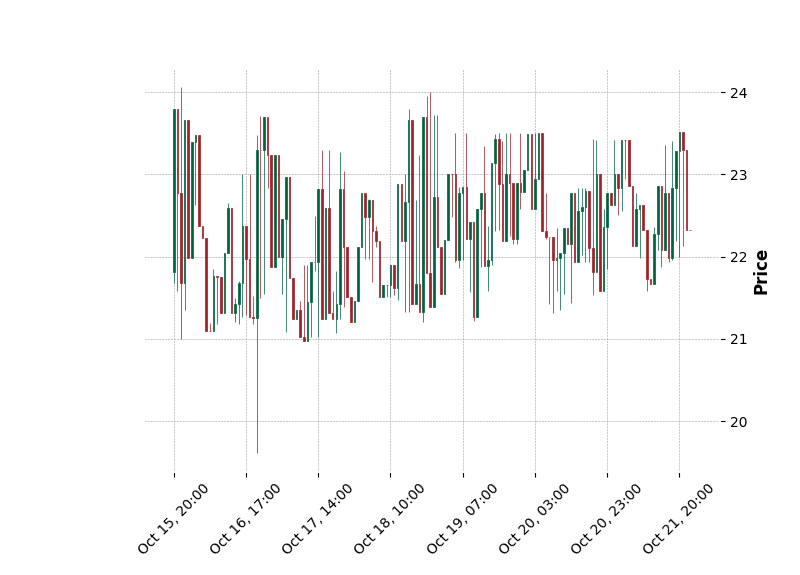 24
23
22
21
20
Price
Oct 15, 20:00
Oct 16, 17:00
Oct 17, 14:00
Oct 18, 10:00
Oct 19, 07:00
Oct 20, 03:00
Oct 20, 23:00
Oct 21, 20:00